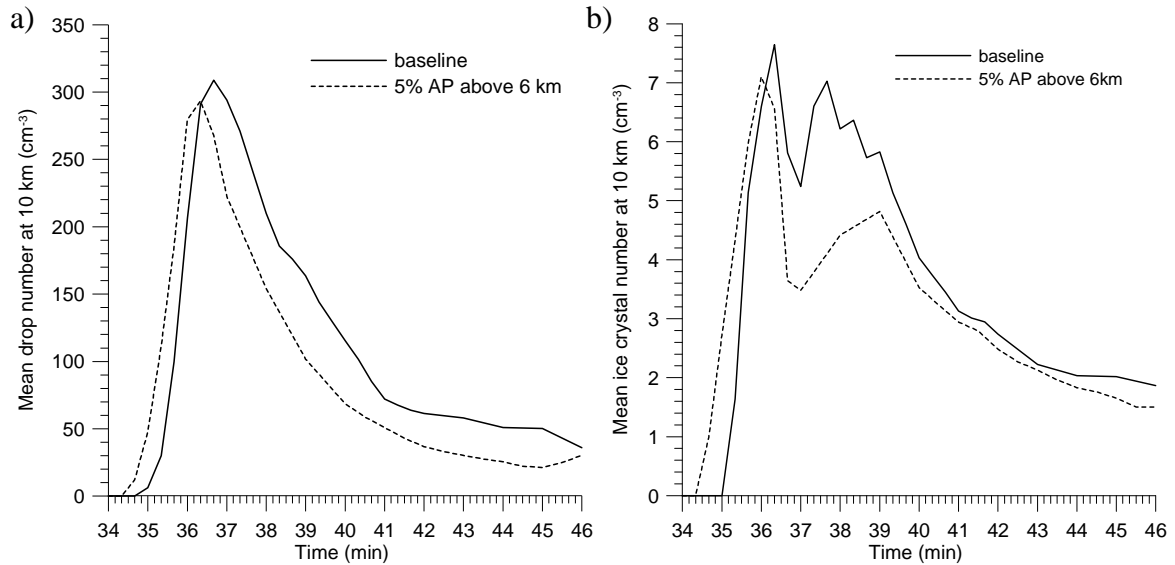 a)
Mean drop number at 10 km (cm⁻³)
350
300
250
200
150
100
50
0
baseline
5% AP above 6 km
34 35 36 37 38 39 40 41 42 43 44 45 46
Time (min)
b)
Mean ice crystal number at 10 km (cm⁻³)
8
7
6
5
4
3
2
1
0
baseline
5% AP above 6km
34 35 36 37 38 39 40 41 42 43 44 45 46
Time (min)